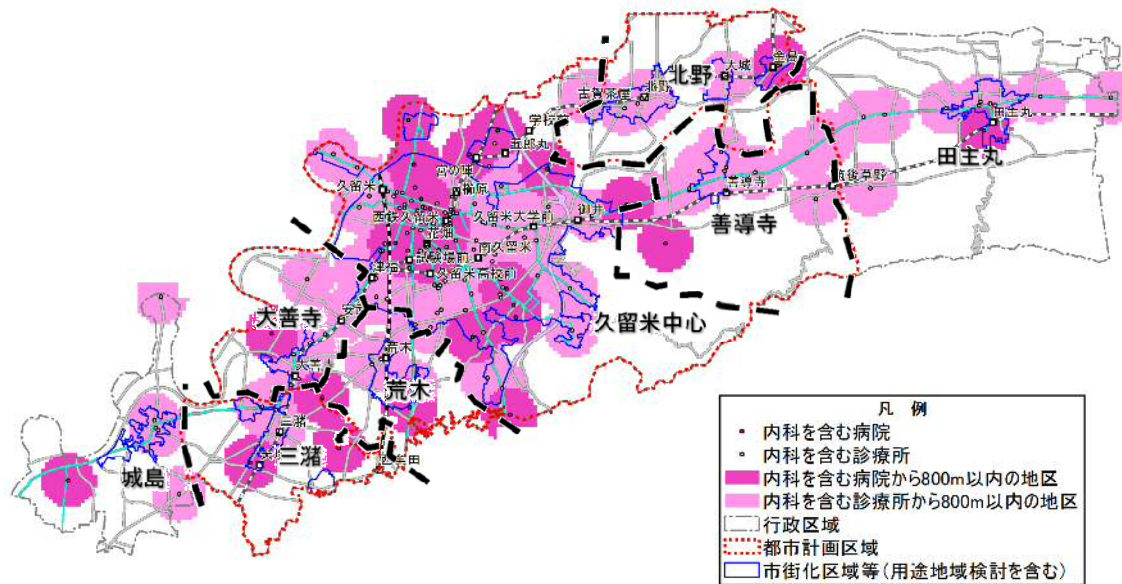 北野
大城
金島
古賀茶屋
北野
学校前
五郎丸
田主丸
田主丸
宮の陣
久留米
櫛原
善導寺
筑後草野
西鉄久留米
久留米大学前
御井
花畑
善導寺
南久留米
試験場前
津福
久留米高校前
大善寺
安武
久留米中心
大善寺
荒木
荒木
三潴
三潴
城島
凡 例
内科を含む病院
内科を含む診療所
内科を含む病院から800m以内の地区
内科を含む診療所から800m以内の地区
行政区域
都市計画区域
市街化区域等(用途地域検討を含む)